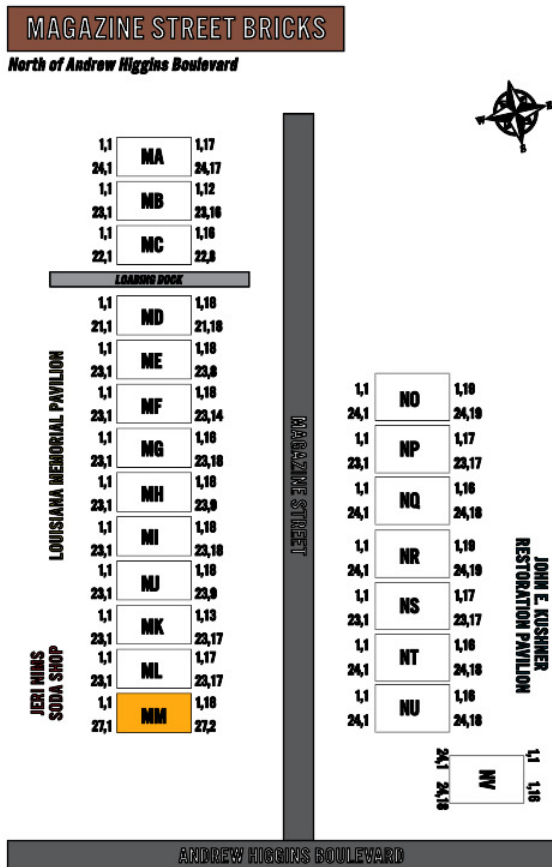 MAGAZINE STREET BRICKS
North of Andrew Higgins Boulevard
N
E
S
W
1,1 MA 1,17
24,1 24,17
1,1 MB 1,12
23,1 23,16
1,1 MC 1,16
22,1 22,8
LOADING DOCK
1,1 MD 1,18
21,1 21,18
1,1 ME 1,18
23,1 23,8
1,1 MF 1,18
23,1 23,14
1,1 MG 1,16
23,1 23,18
1,1 MH 1,18
23,1 23,9
1,1 MI 1,18
23,1 23,18
1,1 MJ 1,18
23,1 23,9
1,1 MK 1,13
23,1 23,17
1,1 ML 1,17
23,1 23,17
1,1 MM 1,18
27,1 27,2
LOUISIANA MEMORIAL PAVILION
JERI NIMS
SODA SHOP
MAGAZINE STREET
1,1 NO 1,19
24,1 24,19
1,1 NP 1,17
23,1 23,17
1,1 NQ 1,16
24,1 24,18
1,1 NR 1,19
24,1 24,19
1,1 NS 1,17
23,1 23,17
1,1 NT 1,16
24,1 24,18
1,1 NU 1,16
24,1 24,18
JOHN E. KUSHNER
RESTORATION PAVILION
24,1 NV 1,1
24,18 1,16
ANDREW HIGGINS BOULEVARD